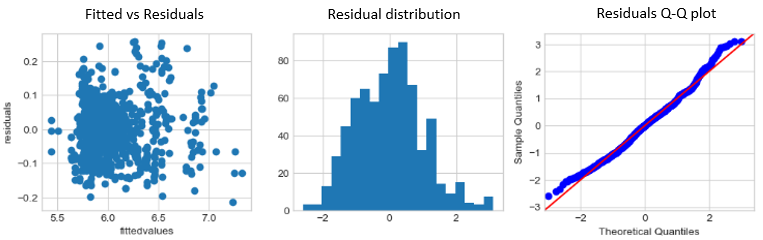 Fitted vs Residuals
Residual distribution
Residuals Q-Q plot
0.2
0.1
0.0
−0.1
−0.2
residuals
5.5 6.0 6.5 7.0
fittedvalues
80
60
40
20
0
−2 0 2
3
2
1
0
−1
−2
−3
Sample Quantiles
−2 0 2
Theoretical Quantiles